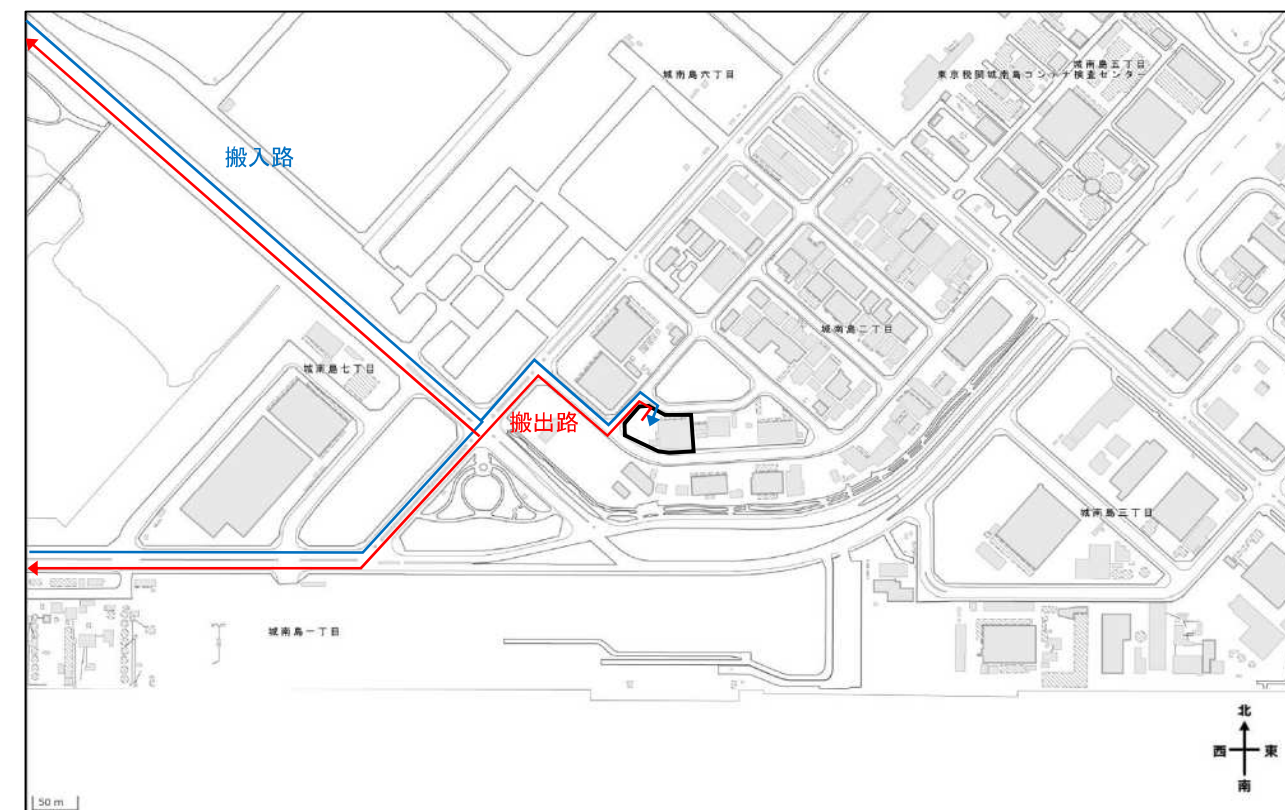 城南島五丁目
城南島六丁目
東京税関城南島コンテナ検査センター
搬入路
城南島二丁目
城南島七丁目
搬出路
城南島三丁目
城南島一丁目
北
西
東
南
50 m